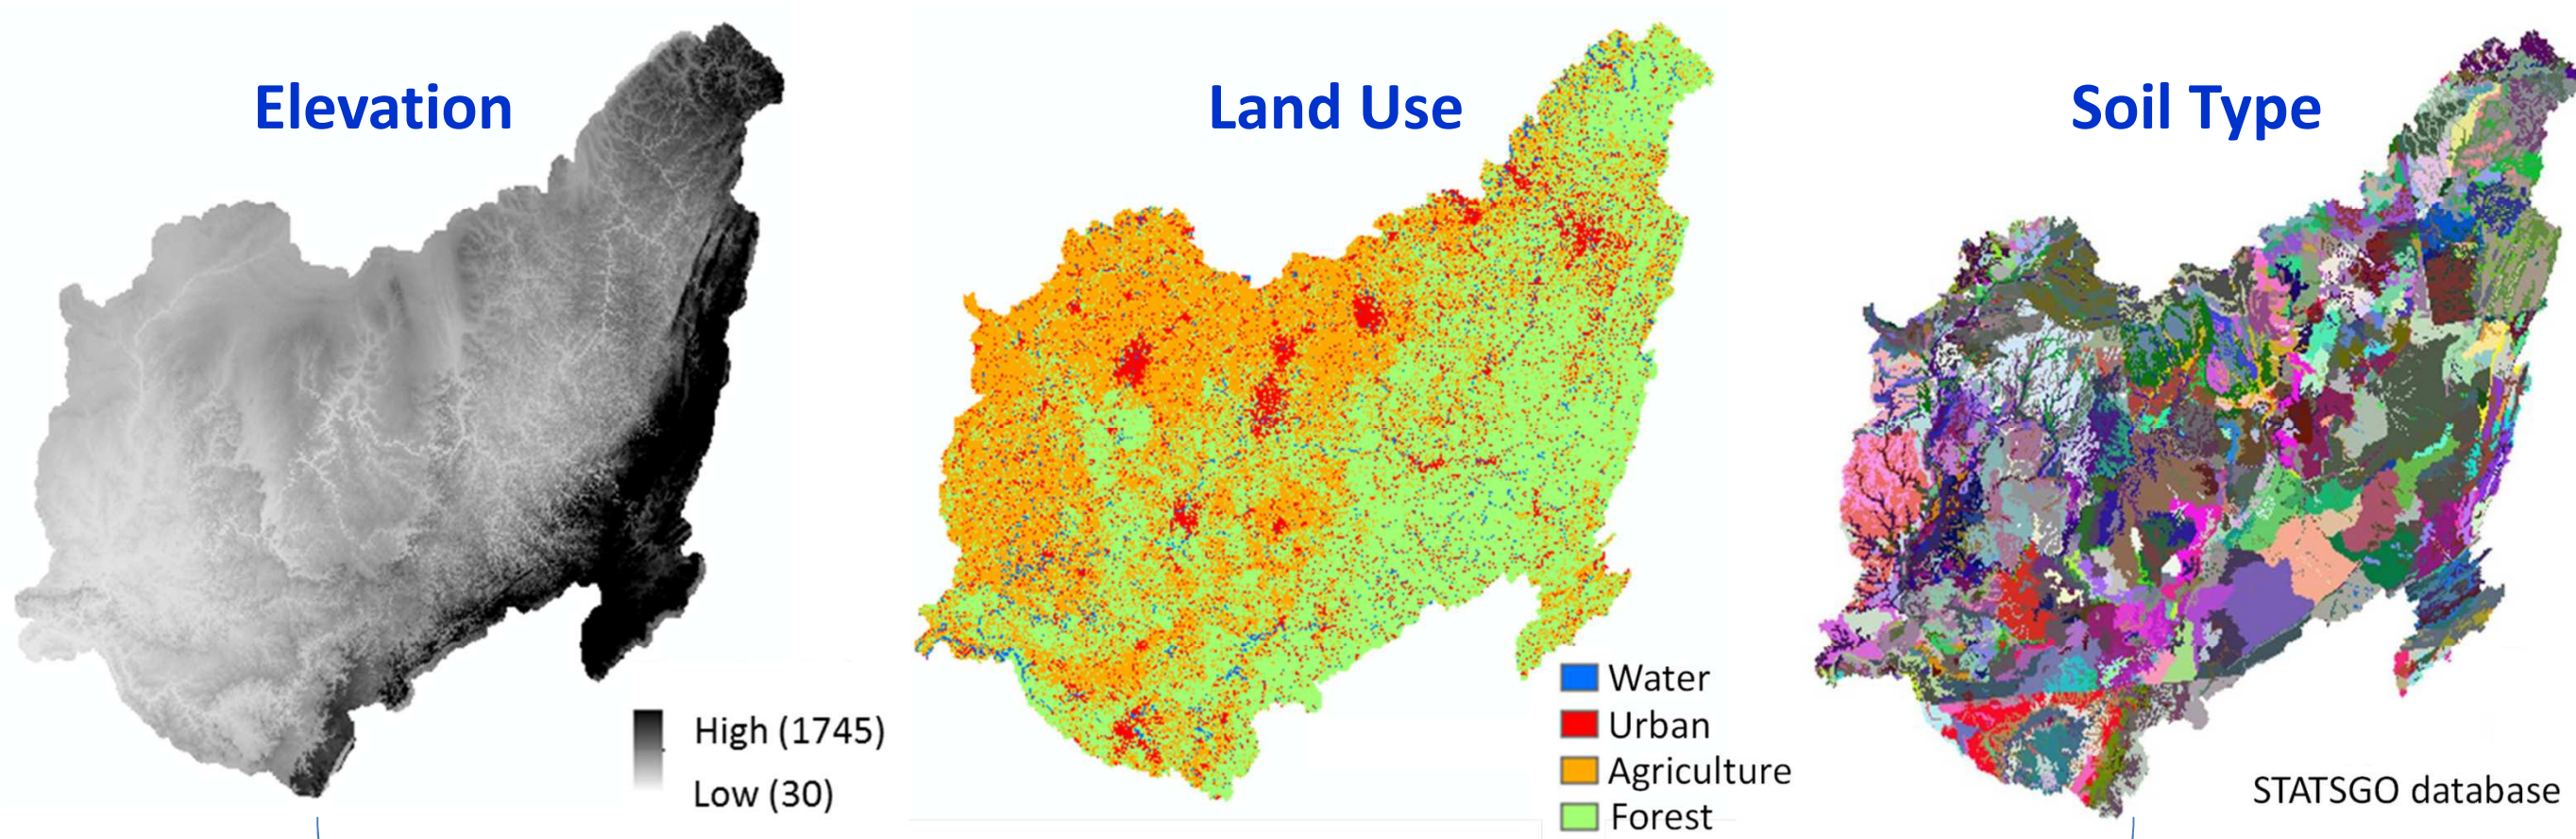 Elevation
High (1745)
Low (30)
Land Use
Water
Urban
Agriculture
Forest
Soil Type
STATSGO database